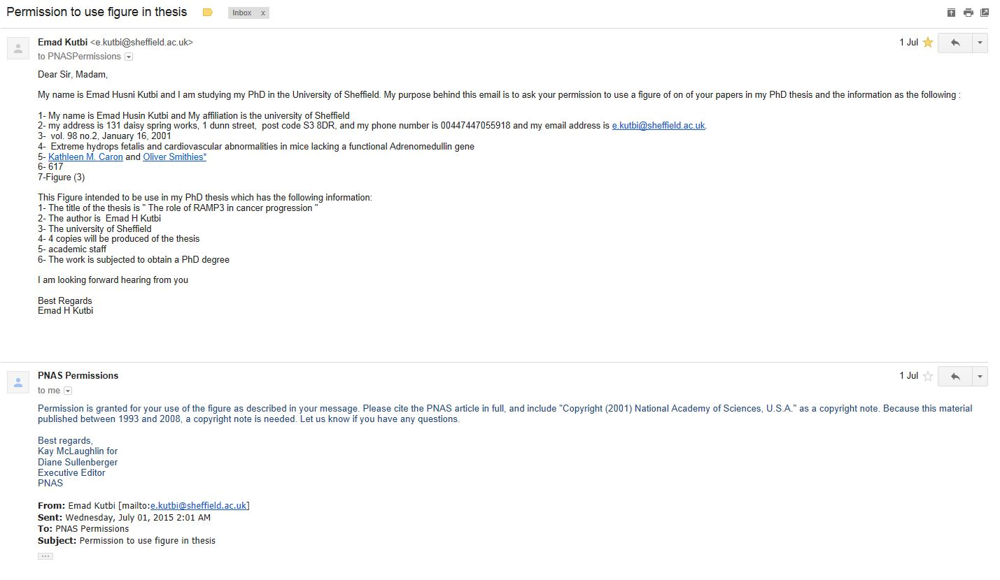 Permission to use figure in thesis Inbox x
Emad Kutbi <e.kutbi@sheffield.ac.uk> 1 Jul
to PNASPermissions
Dear Sir, Madam,
My name is Emad Husni Kutbi and I am studying my PhD in the University of Sheffield. My purpose behind this email is to ask your permission to use a figure of on of your papers in my PhD thesis and the information as the following :
1- My name is Emad Husin Kutbi and My affiliation is the university of Sheffield
2- my address is 131 daisy spring works, 1 dunn street,  post code S3 8DR, and my phone number is 00447447055918 and my email address is e.kutbi@sheffield.ac.uk.
3-  vol. 98 no.2, January 16, 2001
4-  Extreme hydrops fetalis and cardiovascular abnormalities in mice lacking a functional Adrenomedullin gene
5- Kathleen M. Caron and Oliver Smithies*
6- 617
7-Figure (3)
This Figure intended to be use in my PhD thesis which has the following information:
1- The title of the thesis is " The role of RAMP3 in cancer progression "
2- The author is  Emad H Kutbi
3- The university of Sheffield
4- 4 copies will be produced of the thesis
5- academic staff
6- The work is subjected to obtain a PhD degree
I am looking forward hearing from you
Best Regards
Emad H Kutbi
PNAS Permissions 1 Jul
to me
Permission is granted for your use of the figure as described in your message. Please cite the PNAS article in full, and include "Copyright (2001) National Academy of Sciences, U.S.A." as a copyright note. Because this material
published between 1993 and 2008, a copyright note is needed. Let us know if you have any questions.
Best regards,
Kay McLaughlin for
Diane Sullenberger
Executive Editor
PNAS
From: Emad Kutbi [mailto:e.kutbi@sheffield.ac.uk]
Sent: Wednesday, July 01, 2015 2:01 AM
To: PNAS Permissions
Subject: Permission to use figure in thesis